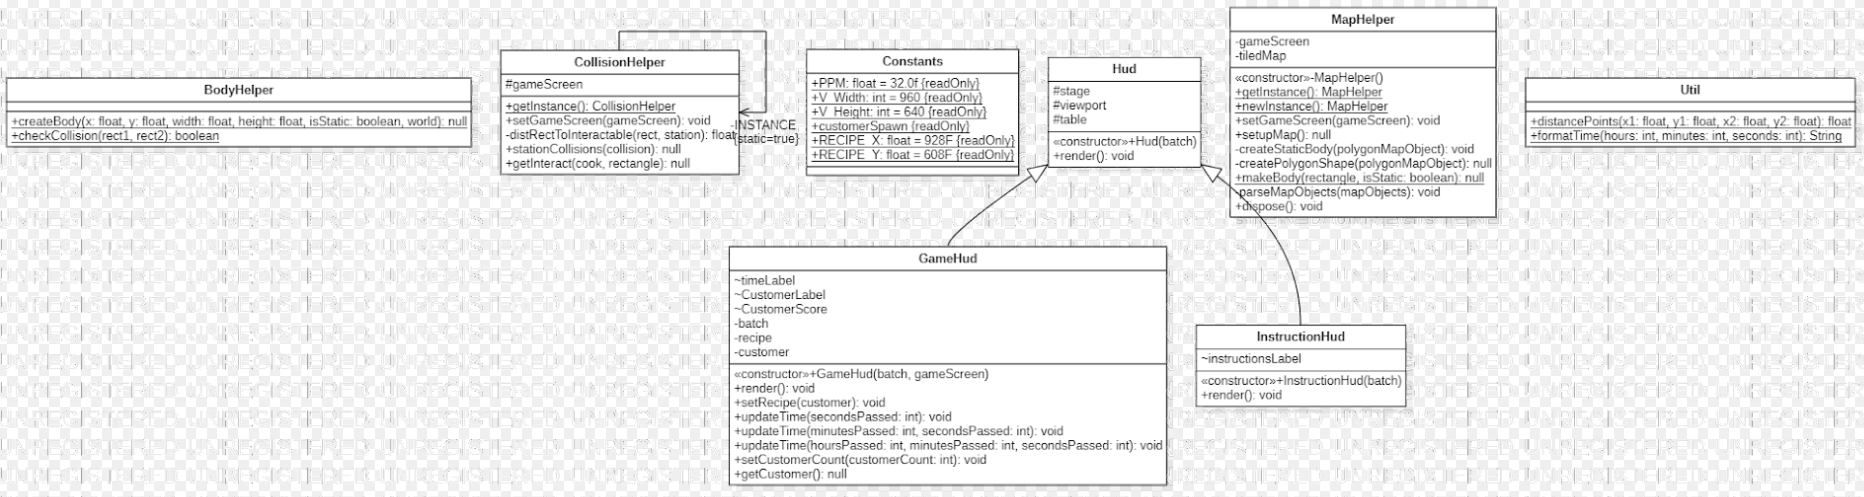 BodyHelper
+createBody(x: float, y: float, width: float, height: float, isStatic: boolean, world): null
+checkCollision(rect1, rect2): boolean
CollisionHelper
#gameScreen
+getInstance(): CollisionHelper
+setGameScreen(gameScreen): void
-distRectToInteractable(rect, station): float
+stationCollisions(collision): null
+getInteract(cook, rectangle): null
-INSTANCE
{static=true}
Constants
+PPM: float = 32.0f {readOnly}
+V_Width: int = 960 {readOnly}
+V_Height: int = 640 {readOnly}
+customerSpawn {readOnly}
+RECIPE_X: float = 928F {readOnly}
+RECIPE_Y: float = 608F {readOnly}
Hud
#stage
#viewport
#table
«constructor»+Hud(batch)
+render(): void
MapHelper
-gameScreen
-tiledMap
«constructor»-MapHelper()
+getInstance(): MapHelper
+newInstance(): MapHelper
+setGameScreen(gameScreen): void
+setupMap(): null
-createStaticBody(polygonMapObject): void
-createPolygonShape(polygonMapObject): null
+makeBody(rectangle, isStatic: boolean): null
-parseMapObjects(mapObjects): void
+dispose(): void
Util
+distancePoints(x1: float, y1: float, x2: float, y2: float): float
+formatTime(hours: int, minutes: int, seconds: int): String
GameHud
~timeLabel
~CustomerLabel
~CustomerScore
-batch
-recipe
-customer
«constructor»+GameHud(batch, gameScreen)
+render(): void
+setRecipe(customer): void
+updateTime(secondsPassed: int): void
+updateTime(minutesPassed: int, secondsPassed: int): void
+updateTime(hoursPassed: int, minutesPassed: int, secondsPassed: int): void
+setCustomerCount(customerCount: int): void
+getCustomer(): null
InstructionHud
~instructionsLabel
«constructor»+InstructionHud(batch)
+render(): void